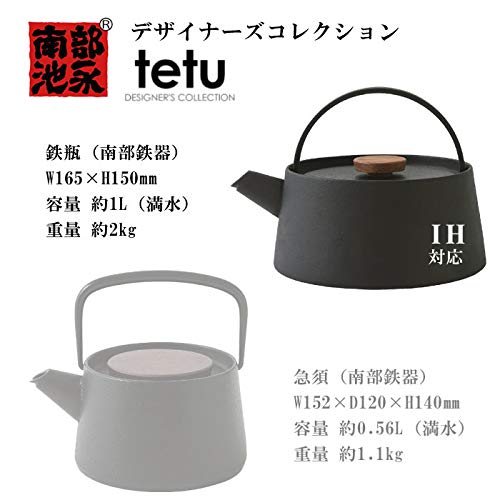 南部
池永
®
デザイナーズコレクション
tetu
DESIGNER'S COLLECTION
鉄瓶（南部鉄器）
W165×H150mm
容量 約1L（満水）
重量 約2kg
IH
対応
急須（南部鉄器）
W152×D120×H140mm
容量 約0.56L（満水）
重量 約1.1kg